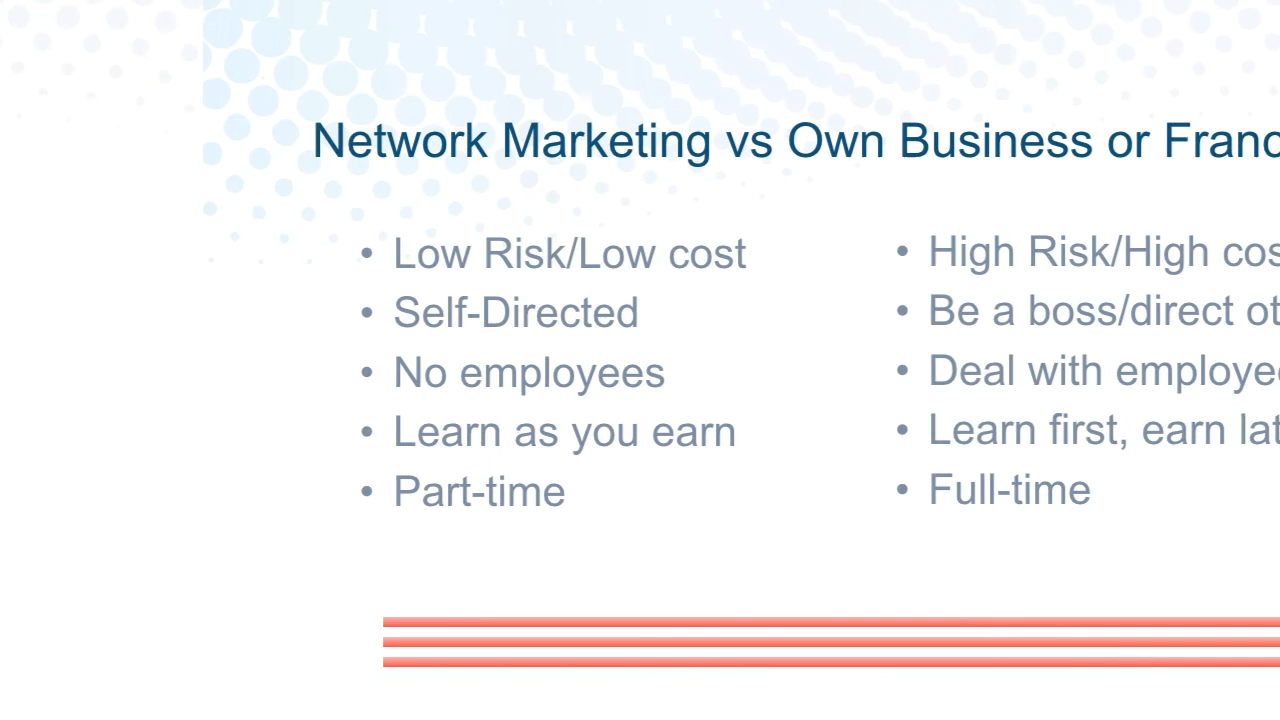 Network Marketing vs Own Business or Franc
• Low Risk/Low cost
• Self-Directed
• No employees
• Learn as you earn
• Part-time
• High Risk/High cos
• Be a boss/direct ot
• Deal with employe
• Learn first, earn lat
• Full-time